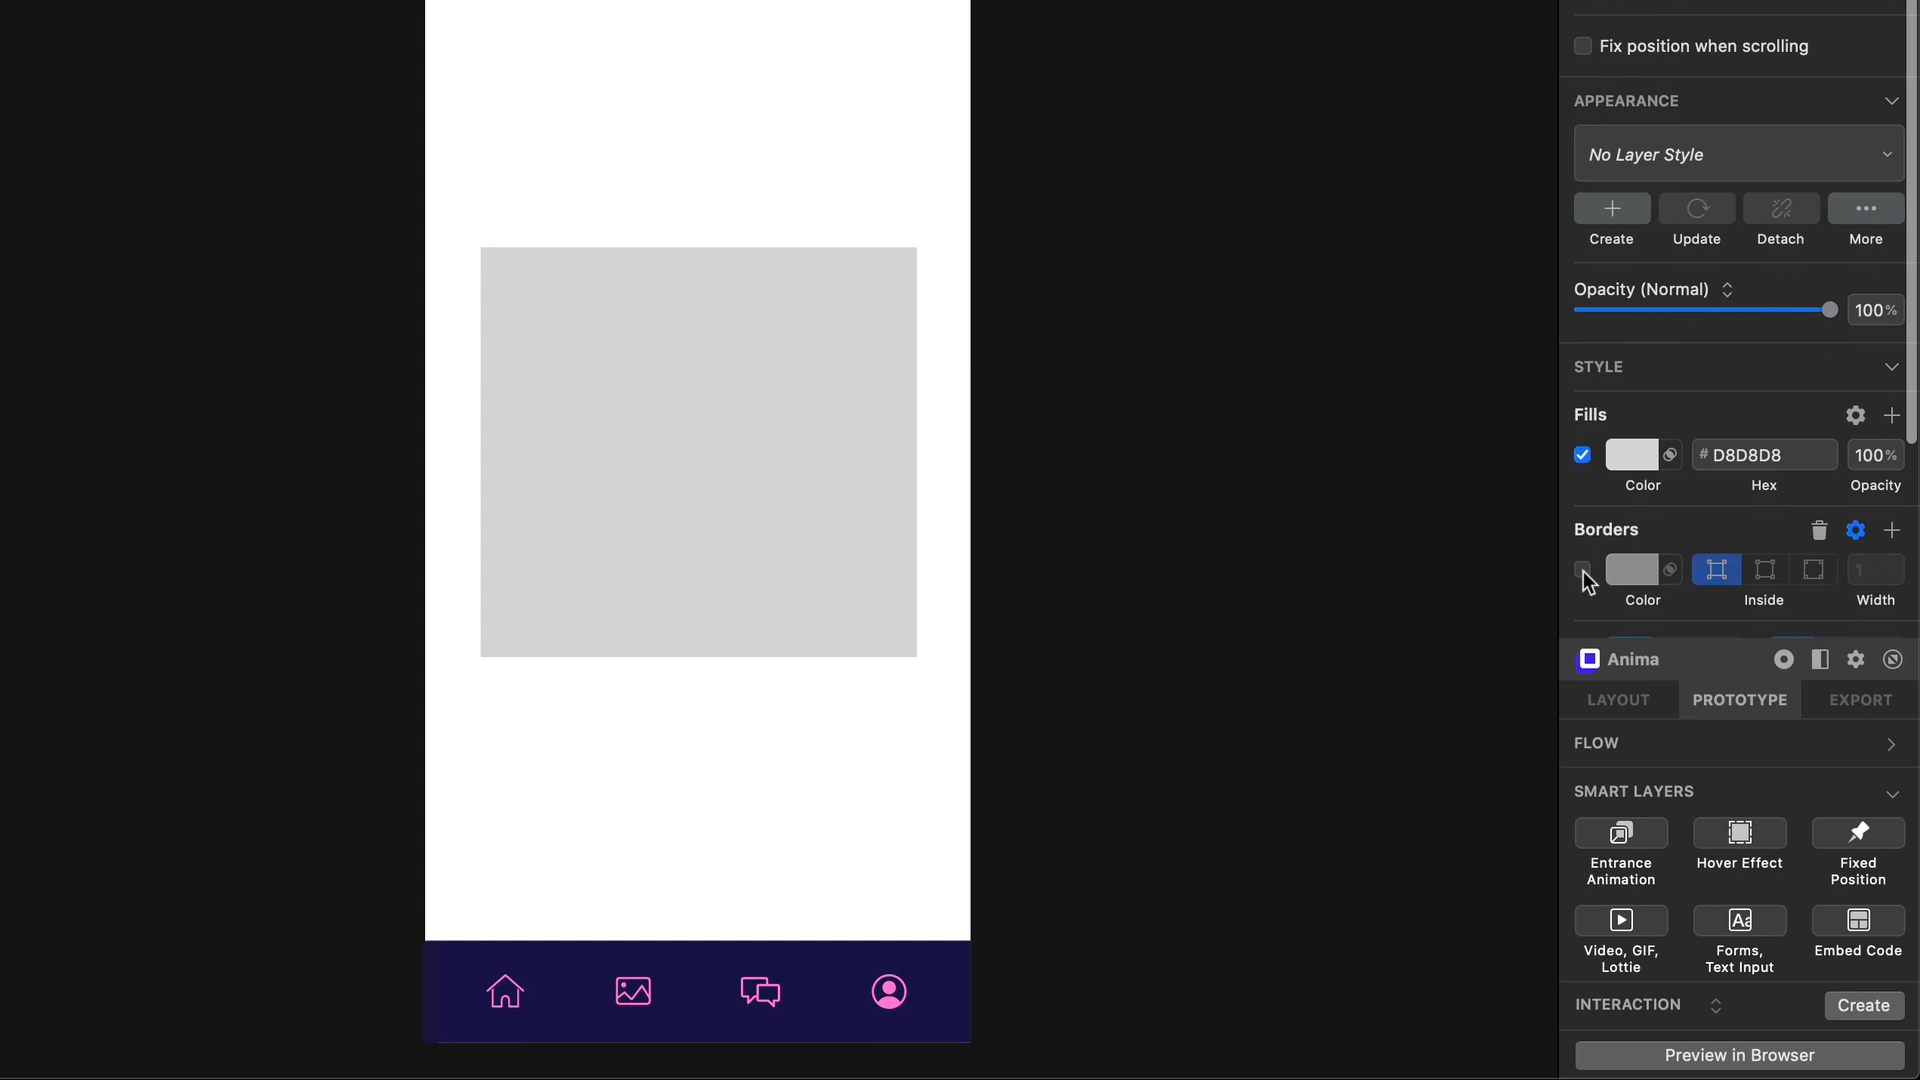 Fix position when scrolling
APPEARANCE
No Layer Style
Create Update Detach More
Opacity (Normal)
100%
STYLE
Fills
# D8D8D8 100%
Color Hex Opacity
Borders
1
Color Inside Width
Anima
LAYOUT PROTOTYPE EXPORT
FLOW
SMART LAYERS
Entrance Animation
Hover Effect
Fixed Position
Aa
Video, GIF, Lottie
Forms, Text Input
Embed Code
INTERACTION Create
Preview in Browser